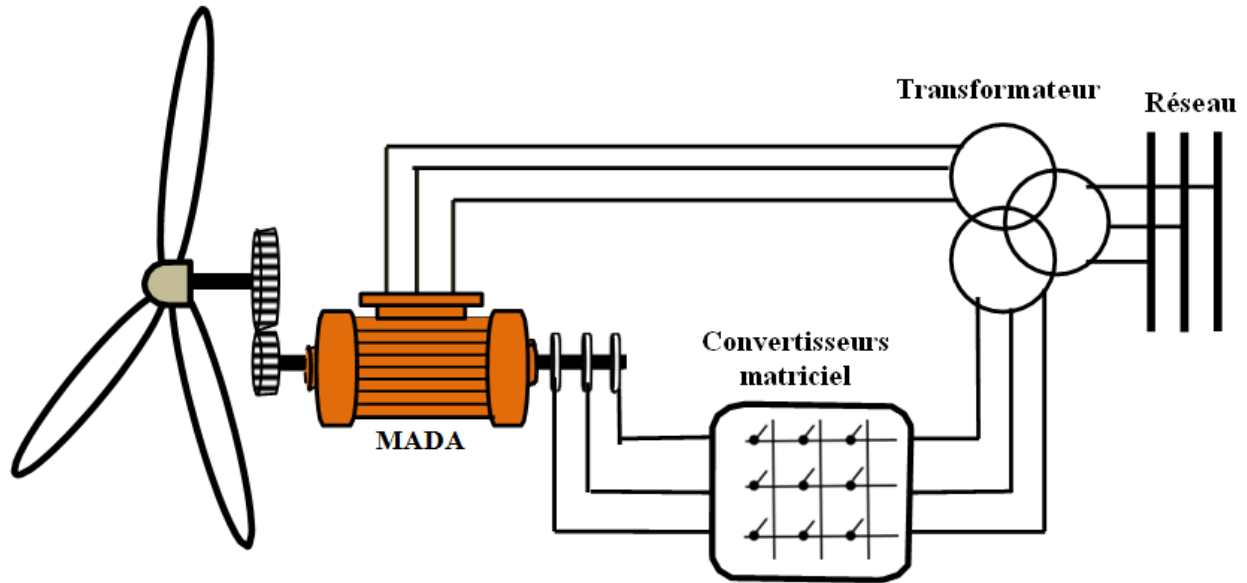 Transformateur
Réseau
Convertisseurs
matriciel
MADA